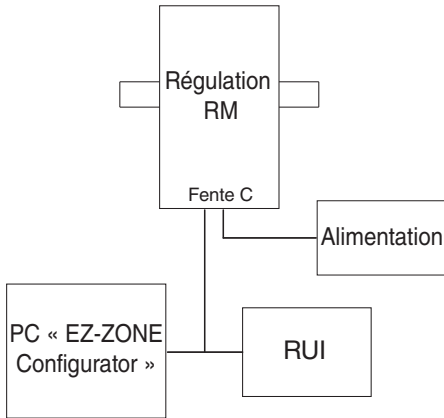 Régulation
RM
Fente C
Alimentation
PC « EZ-ZONE
Configurator »
RUI